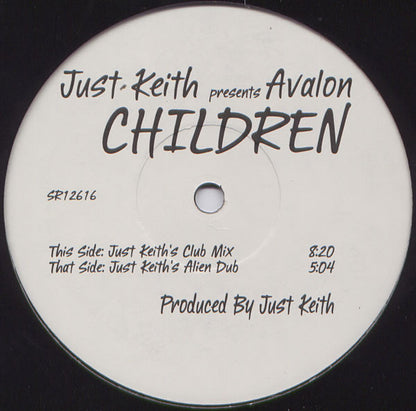 Just Keith presents Avalon
CHILDREN
SR12616
This Side: Just Keith's Club Mix 8:20
That Side: Just Keith's Alien Dub 5:04
Produced By Just Keith